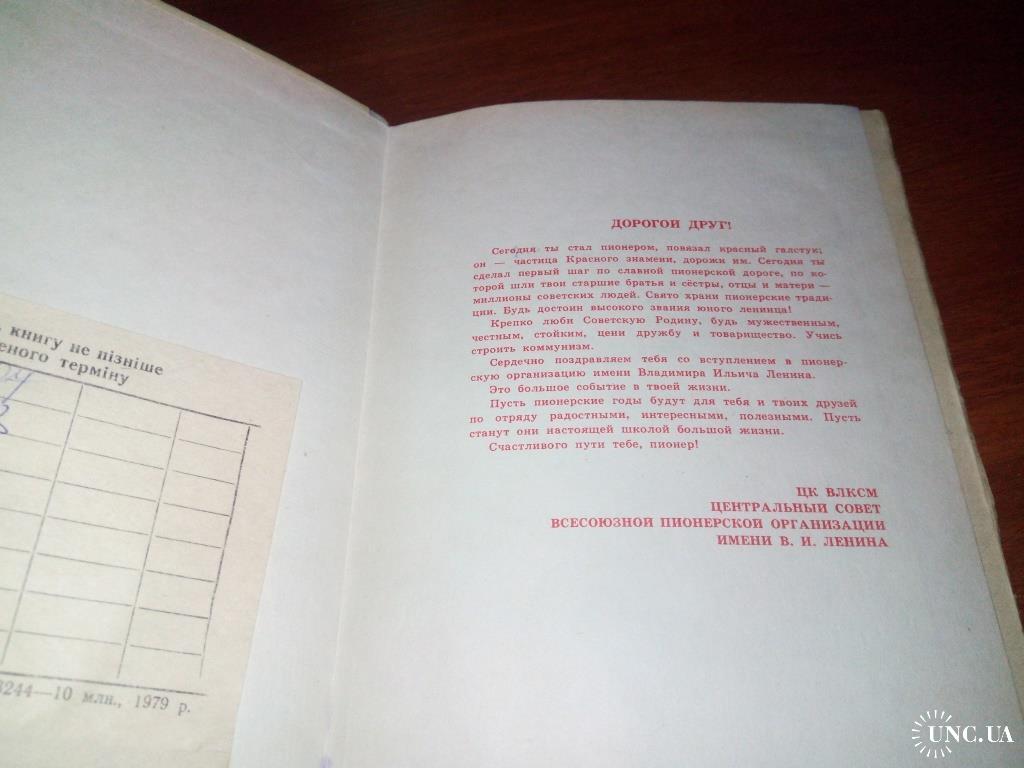 книгу не пізніше
терміну
3244—10 млн., 1979 р.
ДОРОГОЙ ДРУГ!
Сегодня ты стал пионером, повязал красный галстук;
он — частица Красного знамени, дорожи им. Сегодня ты
сделал первый шаг по славной пионерской дороге, по ко-
торой шли твои старшие братья и сёстры, отцы и матери —
миллионы советских людей. Свято храни пионерские тради-
ции. Будь достоин высокого звания юного ленинца!
Крепко люби Советскую Родину, будь мужественным,
честным, стойким, цени дружбу и товарищество. Учись
строить коммунизм.
Сердечно поздравляем тебя со вступлением в пионер-
скую организацию имени Владимира Ильича Ленина.
Это большое событие в твоей жизни.
Пусть пионерские годы будут для тебя и твоих друзей
по отряду радостными, интересными, полезными. Пусть
станут они настоящей школой большой жизни.
Счастливого пути тебе, пионер!
ЦК ВЛКСМ
ЦЕНТРАЛЬНЫЙ СОВЕТ
ВСЕСОЮЗНОЙ ПИОНЕРСКОЙ ОРГАНИЗАЦИИ
ИМЕНИ В. И. ЛЕНИНА
UNC.UA